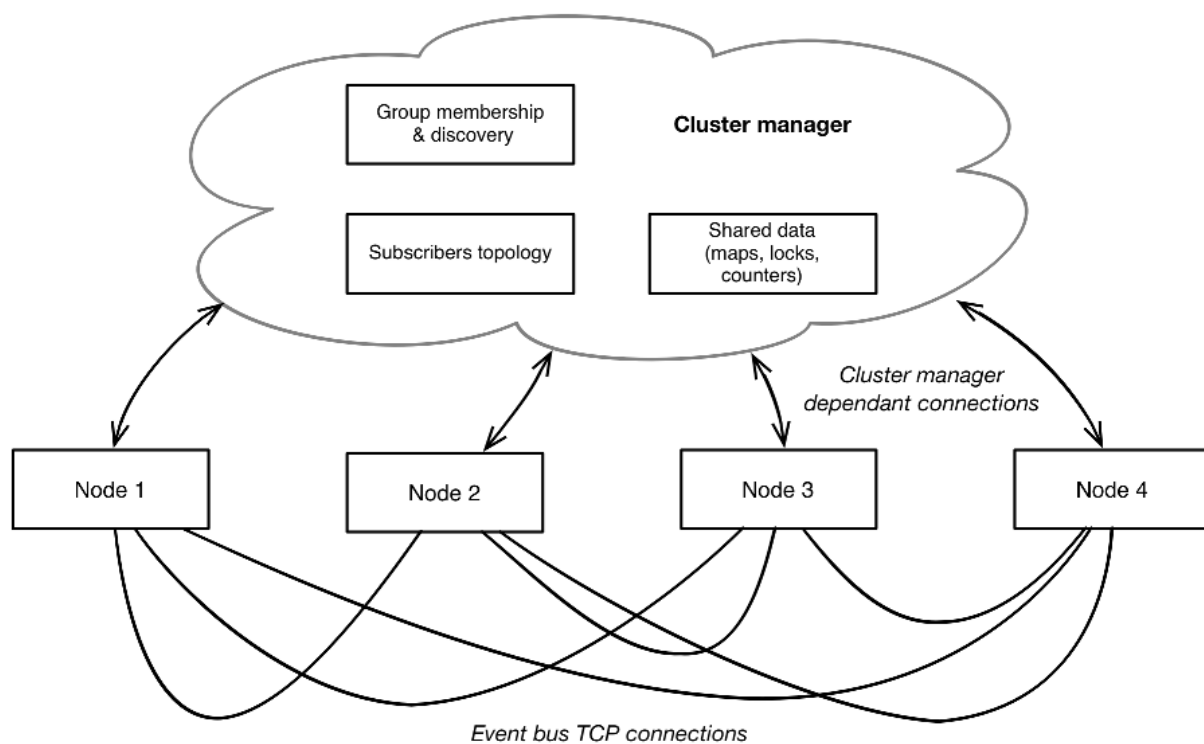 Group membership
& discovery
Cluster manager
Subscribers topology
Shared data
(maps, locks,
counters)
Cluster manager
dependant connections
Node 1
Node 2
Node 3
Node 4
Event bus TCP connections